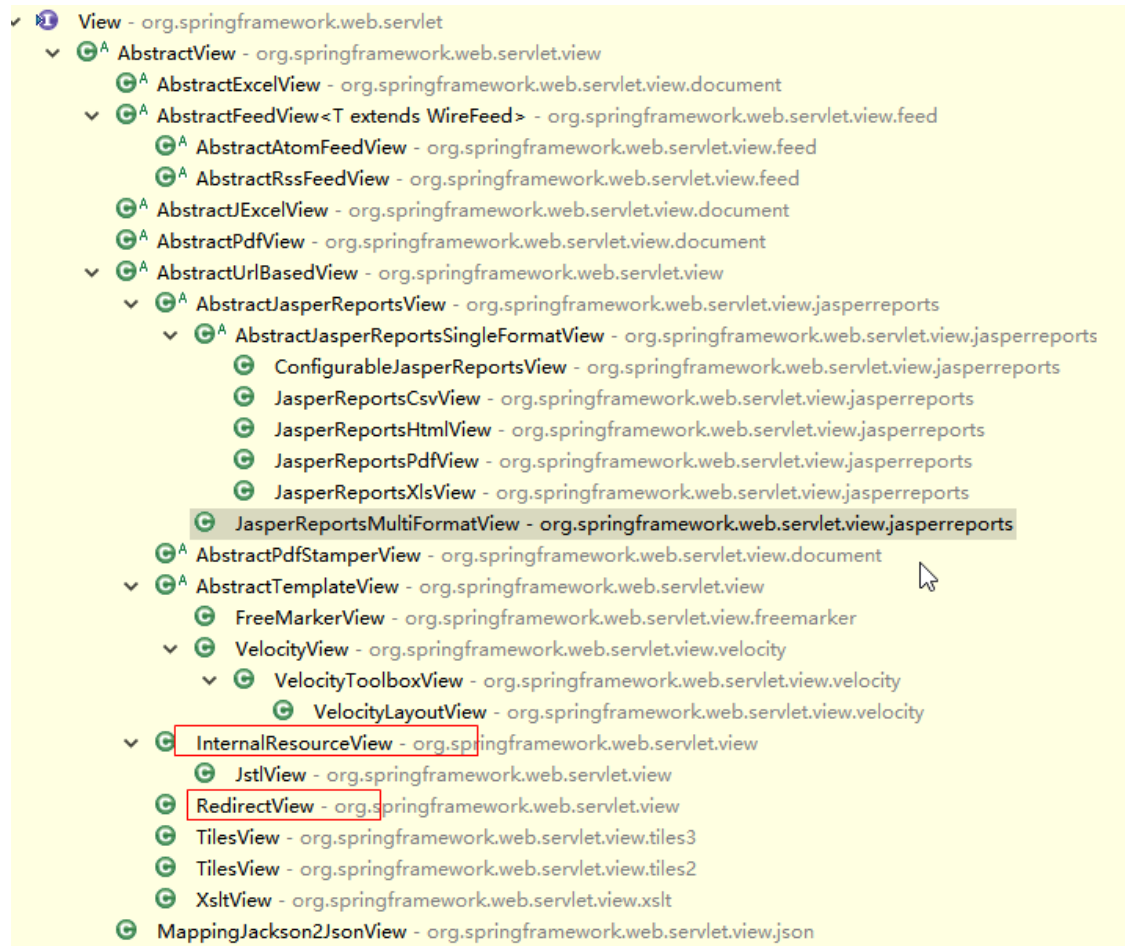 View - org.springframework.web.servlet
AbstractView - org.springframework.web.servlet.view
AbstractExcelView - org.springframework.web.servlet.view.document
AbstractFeedView<T extends WireFeed> - org.springframework.web.servlet.view.feed
AbstractAtomFeedView - org.springframework.web.servlet.view.feed
AbstractRssFeedView - org.springframework.web.servlet.view.feed
AbstractJExcelView - org.springframework.web.servlet.view.document
AbstractPdfView - org.springframework.web.servlet.view.document
AbstractUrlBasedView - org.springframework.web.servlet.view
AbstractJasperReportsView - org.springframework.web.servlet.view.jasperreports
AbstractJasperReportsSingleFormatView - org.springframework.web.servlet.view.jasperreports
ConfigurableJasperReportsView - org.springframework.web.servlet.view.jasperreports
JasperReportsCsvView - org.springframework.web.servlet.view.jasperreports
JasperReportsHtmlView - org.springframework.web.servlet.view.jasperreports
JasperReportsPdfView - org.springframework.web.servlet.view.jasperreports
JasperReportsXlsView - org.springframework.web.servlet.view.jasperreports
JasperReportsMultiFormatView - org.springframework.web.servlet.view.jasperreports
AbstractPdfStamperView - org.springframework.web.servlet.view.document
AbstractTemplateView - org.springframework.web.servlet.view
FreeMarkerView - org.springframework.web.servlet.view.freemarker
VelocityView - org.springframework.web.servlet.view.velocity
VelocityToolboxView - org.springframework.web.servlet.view.velocity
VelocityLayoutView - org.springframework.web.servlet.view.velocity
InternalResourceView - org.springframework.web.servlet.view
JstlView - org.springframework.web.servlet.view
RedirectView - org.springframework.web.servlet.view
TilesView - org.springframework.web.servlet.view.tiles3
TilesView - org.springframework.web.servlet.view.tiles2
XsltView - org.springframework.web.servlet.view.xslt
MappingJackson2JsonView - org.springframework.web.servlet.view.json